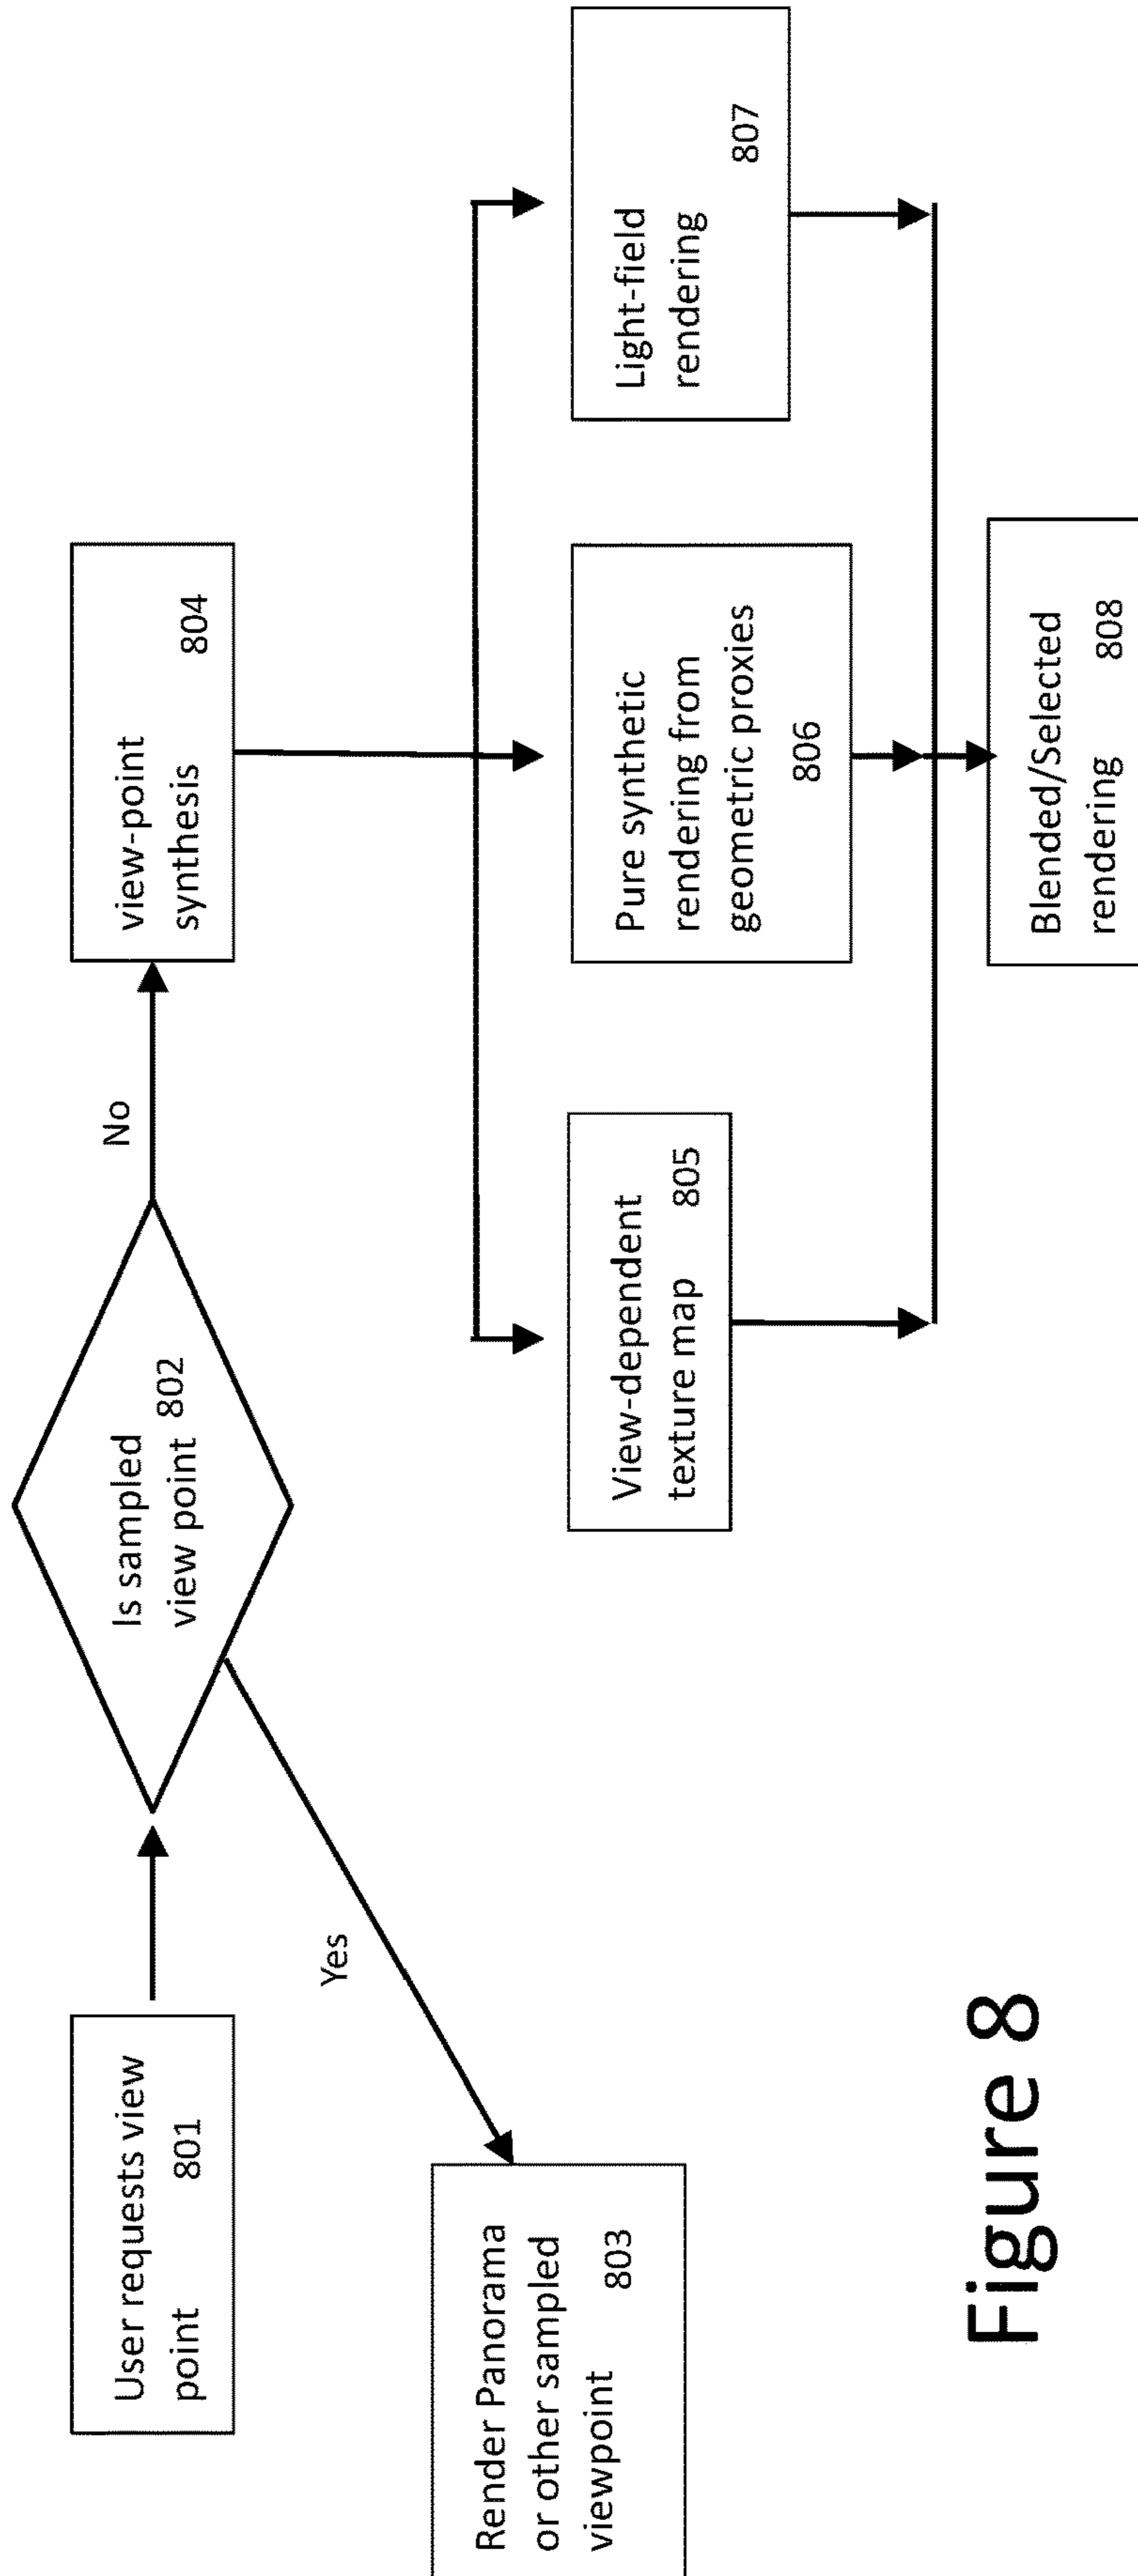 User requests view
point 801
Is sampled
view point 802
No
Yes
view-point
synthesis 804
Render Panorama
or other sampled
viewpoint 803
View-dependent
texture map 805
Pure synthetic
rendering from
geometric proxies
806
Light-field
rendering
807
Blended/Selected
rendering 808
Figure 8